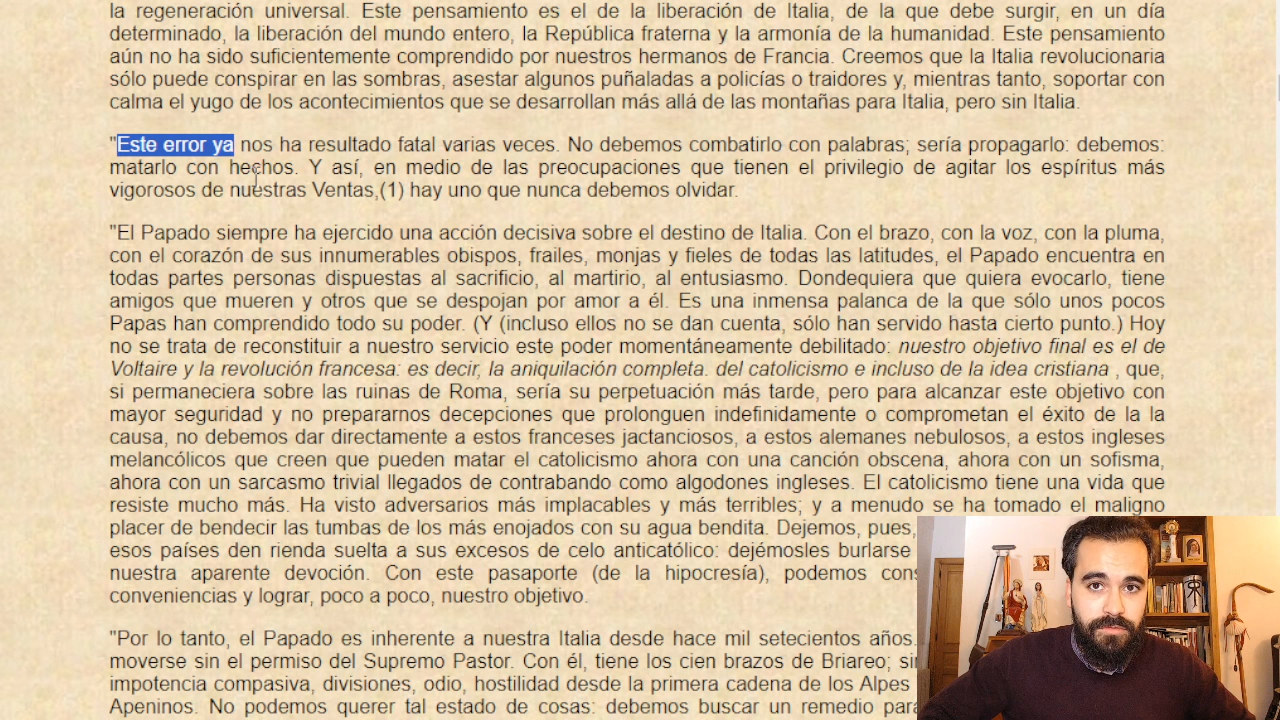 la regeneración universal. Este pensamiento es el de la liberación de Italia, de la que debe surgir, en un día
determinado, la liberación del mundo entero, la República fraterna y la armonía de la humanidad. Este pensamiento
aún no ha sido suficientemente comprendido por nuestros hermanos de Francia. Creemos que la Italia revolucionaria
sólo puede conspirar en las sombras, asestar algunos puñaladas a policías o traidores y, mientras tanto, soportar con
calma el yugo de los acontecimientos que se desarrollan más allá de las montañas para Italia, pero sin Italia.
"Este error ya nos ha resultado fatal varias veces. No debemos combatirlo con palabras; sería propagarlo: debemos:
matarlo con hechos. Y así, en medio de las preocupaciones que tienen el privilegio de agitar los espíritus más
vigorosos de nuestras Ventas,(1) hay uno que nunca debemos olvidar.
"El Papado siempre ha ejercido una acción decisiva sobre el destino de Italia. Con el brazo, con la voz, con la pluma,
con el corazón de sus innumerables obispos, frailes, monjas y fieles de todas las latitudes, el Papado encuentra en
todas partes personas dispuestas al sacrificio, al martirio, al entusiasmo. Dondequiera que quiera evocarlo, tiene
amigos que mueren y otros que se despojan por amor a él. Es una inmensa palanca de la que sólo unos pocos
Papas han comprendido todo su poder. (Y (incluso ellos no se dan cuenta, sólo han servido hasta cierto punto.) Hoy
no se trata de reconstituir a nuestro servicio este poder momentáneamente debilitado: nuestro objetivo final es el de
Voltaire y la revolución francesa: es decir, la aniquilación completa. del catolicismo e incluso de la idea cristiana , que,
si permaneciera sobre las ruinas de Roma, sería su perpetuación más tarde, pero para alcanzar este objetivo con
mayor seguridad y no prepararnos decepciones que prolonguen indefinidamente o comprometan el éxito de la la
causa, no debemos dar directamente a estos franceses jactanciosos, a estos alemanes nebulosos, a estos ingleses
melancólicos que creen que pueden matar el catolicismo ahora con una canción obscena, ahora con un sofisma,
ahora con un sarcasmo trivial llegados de contrabando como algodones ingleses. El catolicismo tiene una vida que
resiste mucho más. Ha visto adversarios más implacables y más terribles; y a menudo se ha tomado el maligno
placer de bendecir las tumbas de los más enojados con su agua bendita. Dejemos, pues,
esos países den rienda suelta a sus excesos de celo anticatólico: dejémosles burlarse
nuestra aparente devoción. Con este pasaporte (de la hipocresía), podemos
conveniencias y lograr, poco a poco, nuestro objetivo.
"Por lo tanto, el Papado es inherente a nuestra Italia desde hace mil setecientos años.
moverse sin el permiso del Supremo Pastor. Con él, tiene los cien brazos de Briareo;
impotencia compasiva, divisiones, odio, hostilidad desde la primera cadena de los Alpes
Apeninos. No podemos querer tal estado de cosas: debemos buscar un remedio